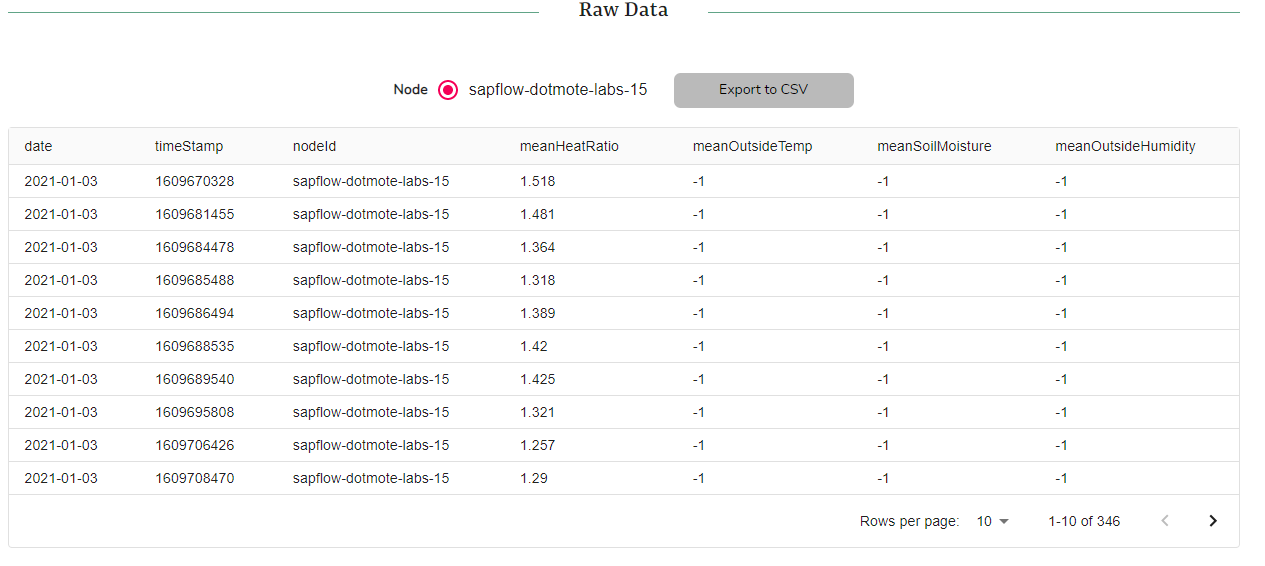 Raw Data
Node sapflow-dotmote-labs-15 Export to CSV
date timeStamp nodeId meanHeatRatio meanOutsideTemp meanSoilMoisture meanOutsideHumidity
2021-01-03 1609670328 sapflow-dotmote-labs-15 1.518 -1 -1 -1
2021-01-03 1609681455 sapflow-dotmote-labs-15 1.481 -1 -1 -1
2021-01-03 1609684478 sapflow-dotmote-labs-15 1.364 -1 -1 -1
2021-01-03 1609685488 sapflow-dotmote-labs-15 1.318 -1 -1 -1
2021-01-03 1609686494 sapflow-dotmote-labs-15 1.389 -1 -1 -1
2021-01-03 1609688535 sapflow-dotmote-labs-15 1.42 -1 -1 -1
2021-01-03 1609689540 sapflow-dotmote-labs-15 1.425 -1 -1 -1
2021-01-03 1609695808 sapflow-dotmote-labs-15 1.321 -1 -1 -1
2021-01-03 1609706426 sapflow-dotmote-labs-15 1.257 -1 -1 -1
2021-01-03 1609708470 sapflow-dotmote-labs-15 1.29 -1 -1 -1
Rows per page: 10 1-10 of 346